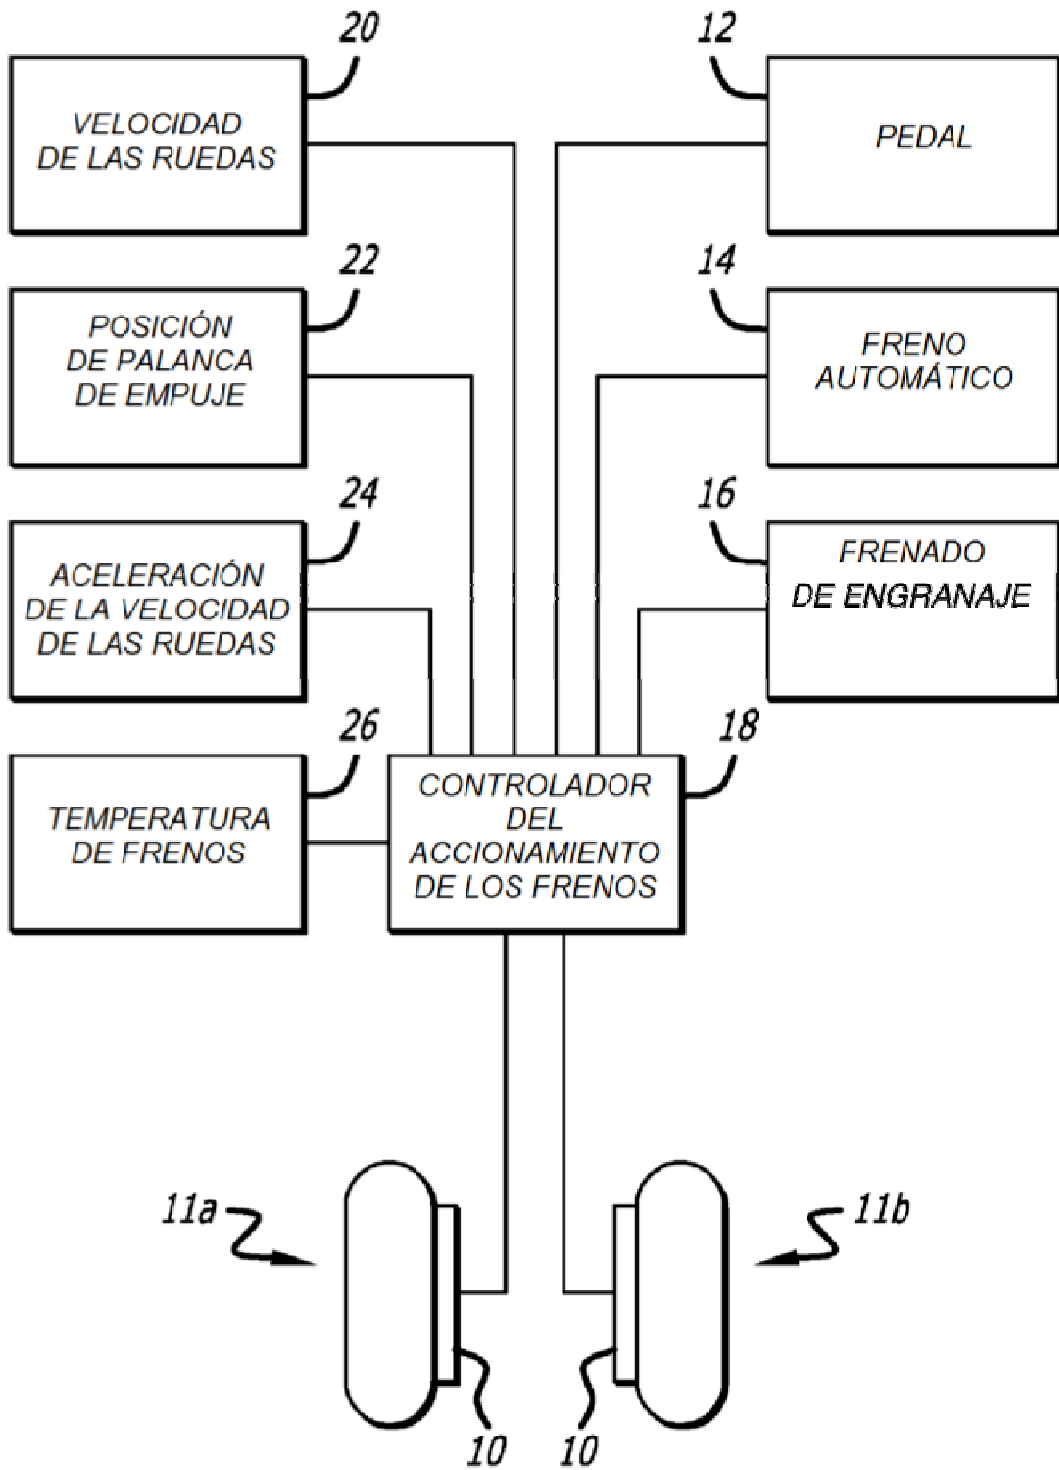 20
VELOCIDAD
DE LAS RUEDAS
12
PEDAL
22
POSICIÓN
DE PALANCA
DE EMPUJE
14
FRENO
AUTOMÁTICO
24
ACELERACIÓN
DE LA VELOCIDAD
DE LAS RUEDAS
16
FRENADO
DE ENGRANAJE
26
TEMPERATURA
DE FRENOS
18
CONTROLADOR
DEL
ACCIONAMIENTO
DE LOS FRENOS
11a
11b
10
10